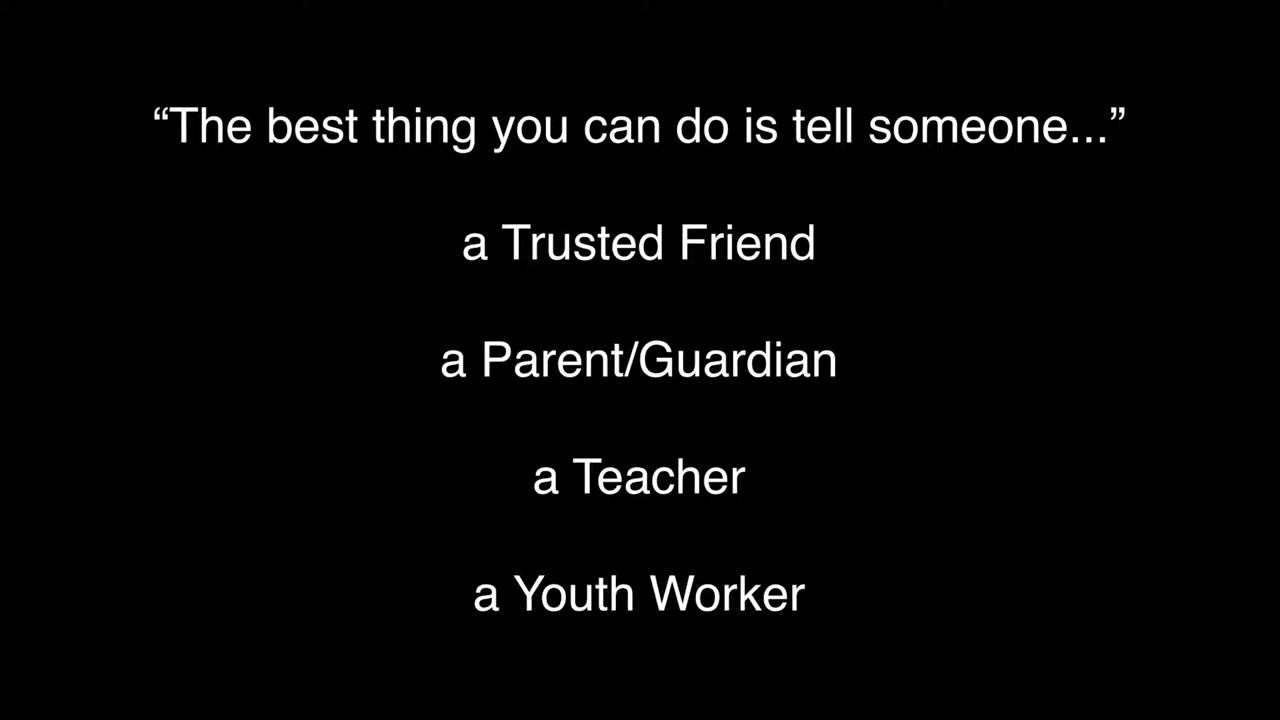 “The best thing you can do is tell someone...”
a Trusted Friend
a Parent/Guardian
a Teacher
a Youth Worker